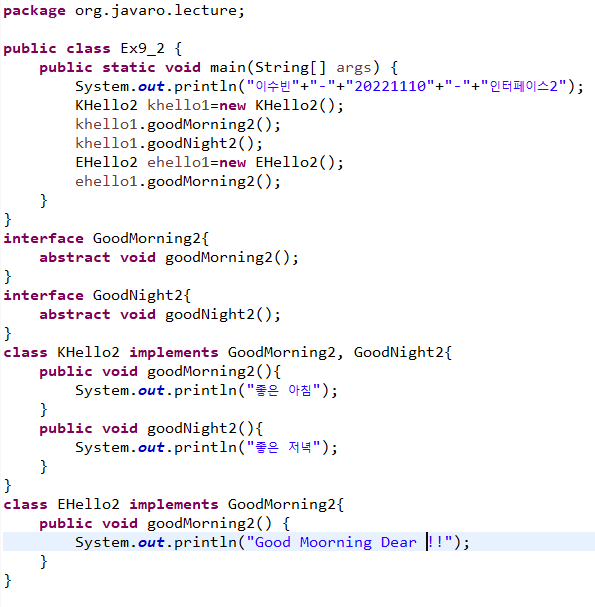 package org.javaro.lecture;

public class Ex9_2 {
    public static void main(String[] args) {
        System.out.println("이수빈"+"-"+"20221110"+"-"+"인터페이스2");
        KHello2 khello1=new KHello2();
        khello1.goodMorning2();
        khello1.goodNight2();
        EHello2 ehello1=new EHello2();
        ehello1.goodMorning2();
    }
}
interface GoodMorning2{
    abstract void goodMorning2();
}
interface GoodNight2{
    abstract void goodNight2();
}
class KHello2 implements GoodMorning2, GoodNight2{
    public void goodMorning2(){
        System.out.println("좋은 아침");
    }
    public void goodNight2(){
        System.out.println("좋은 저녁");
    }
}
class EHello2 implements GoodMorning2{
    public void goodMorning2() {
        System.out.println("Good Moorning Dear !!");
    }
}